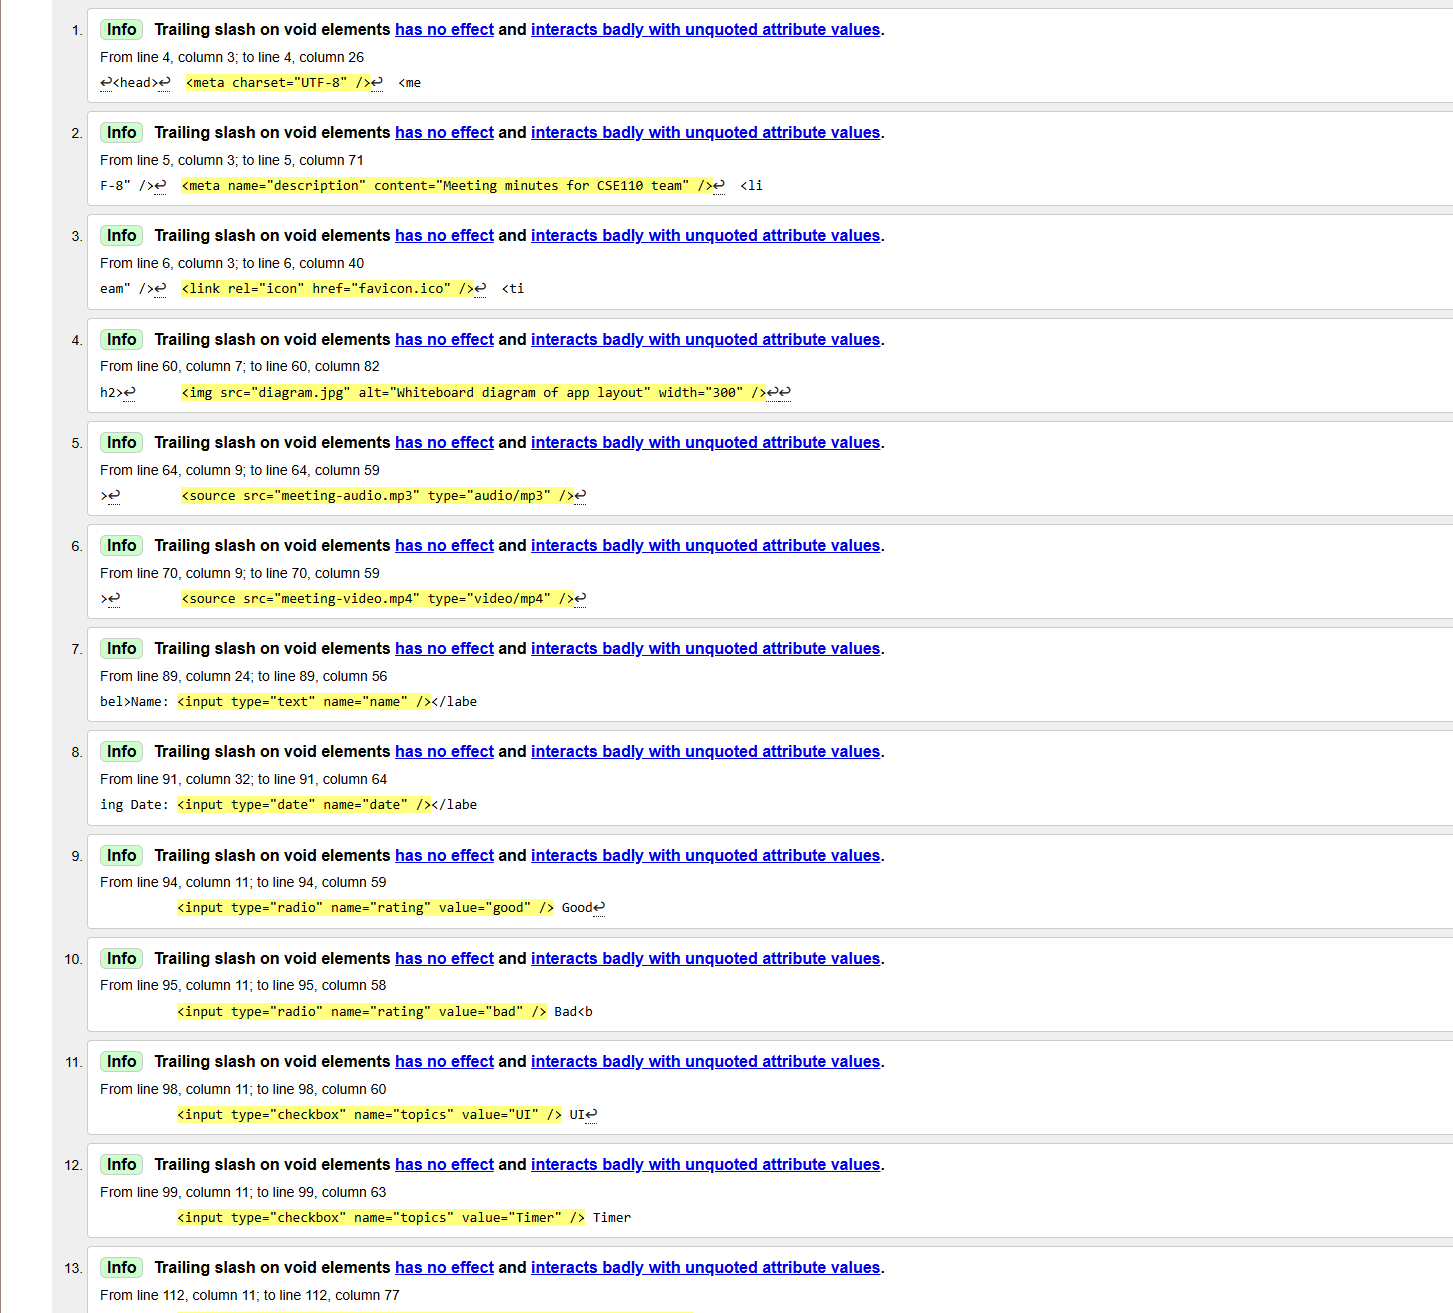 1. Info Trailing slash on void elements has no effect and interacts badly with unquoted attribute values.
From line 4, column 3; to line 4, column 26
↩<head>↩  <meta charset="UTF-8" />↩  <me
2. Info Trailing slash on void elements has no effect and interacts badly with unquoted attribute values.
From line 5, column 3; to line 5, column 71
F-8" />↩  <meta name="description" content="Meeting minutes for CSE110 team" />↩  <li
3. Info Trailing slash on void elements has no effect and interacts badly with unquoted attribute values.
From line 6, column 3; to line 6, column 40
eam" />↩  <link rel="icon" href="favicon.ico" />↩  <ti
4. Info Trailing slash on void elements has no effect and interacts badly with unquoted attribute values.
From line 60, column 7; to line 60, column 82
h2>↩      <img src="diagram.jpg" alt="Whiteboard diagram of app layout" width="300" />↩↩
5. Info Trailing slash on void elements has no effect and interacts badly with unquoted attribute values.
From line 64, column 9; to line 64, column 59
>↩        <source src="meeting-audio.mp3" type="audio/mp3" />↩
6. Info Trailing slash on void elements has no effect and interacts badly with unquoted attribute values.
From line 70, column 9; to line 70, column 59
>↩        <source src="meeting-video.mp4" type="video/mp4" />↩
7. Info Trailing slash on void elements has no effect and interacts badly with unquoted attribute values.
From line 89, column 24; to line 89, column 56
bel>Name: <input type="text" name="name" /></labe
8. Info Trailing slash on void elements has no effect and interacts badly with unquoted attribute values.
From line 91, column 32; to line 91, column 64
ing Date: <input type="date" name="date" /></labe
9. Info Trailing slash on void elements has no effect and interacts badly with unquoted attribute values.
From line 94, column 11; to line 94, column 59
<input type="radio" name="rating" value="good" /> Good↩
10. Info Trailing slash on void elements has no effect and interacts badly with unquoted attribute values.
From line 95, column 11; to line 95, column 58
<input type="radio" name="rating" value="bad" /> Bad<b
11. Info Trailing slash on void elements has no effect and interacts badly with unquoted attribute values.
From line 98, column 11; to line 98, column 60
<input type="checkbox" name="topics" value="UI" /> UI↩
12. Info Trailing slash on void elements has no effect and interacts badly with unquoted attribute values.
From line 99, column 11; to line 99, column 63
<input type="checkbox" name="topics" value="Timer" /> Timer
13. Info Trailing slash on void elements has no effect and interacts badly with unquoted attribute values.
From line 112, column 11; to line 112, column 77